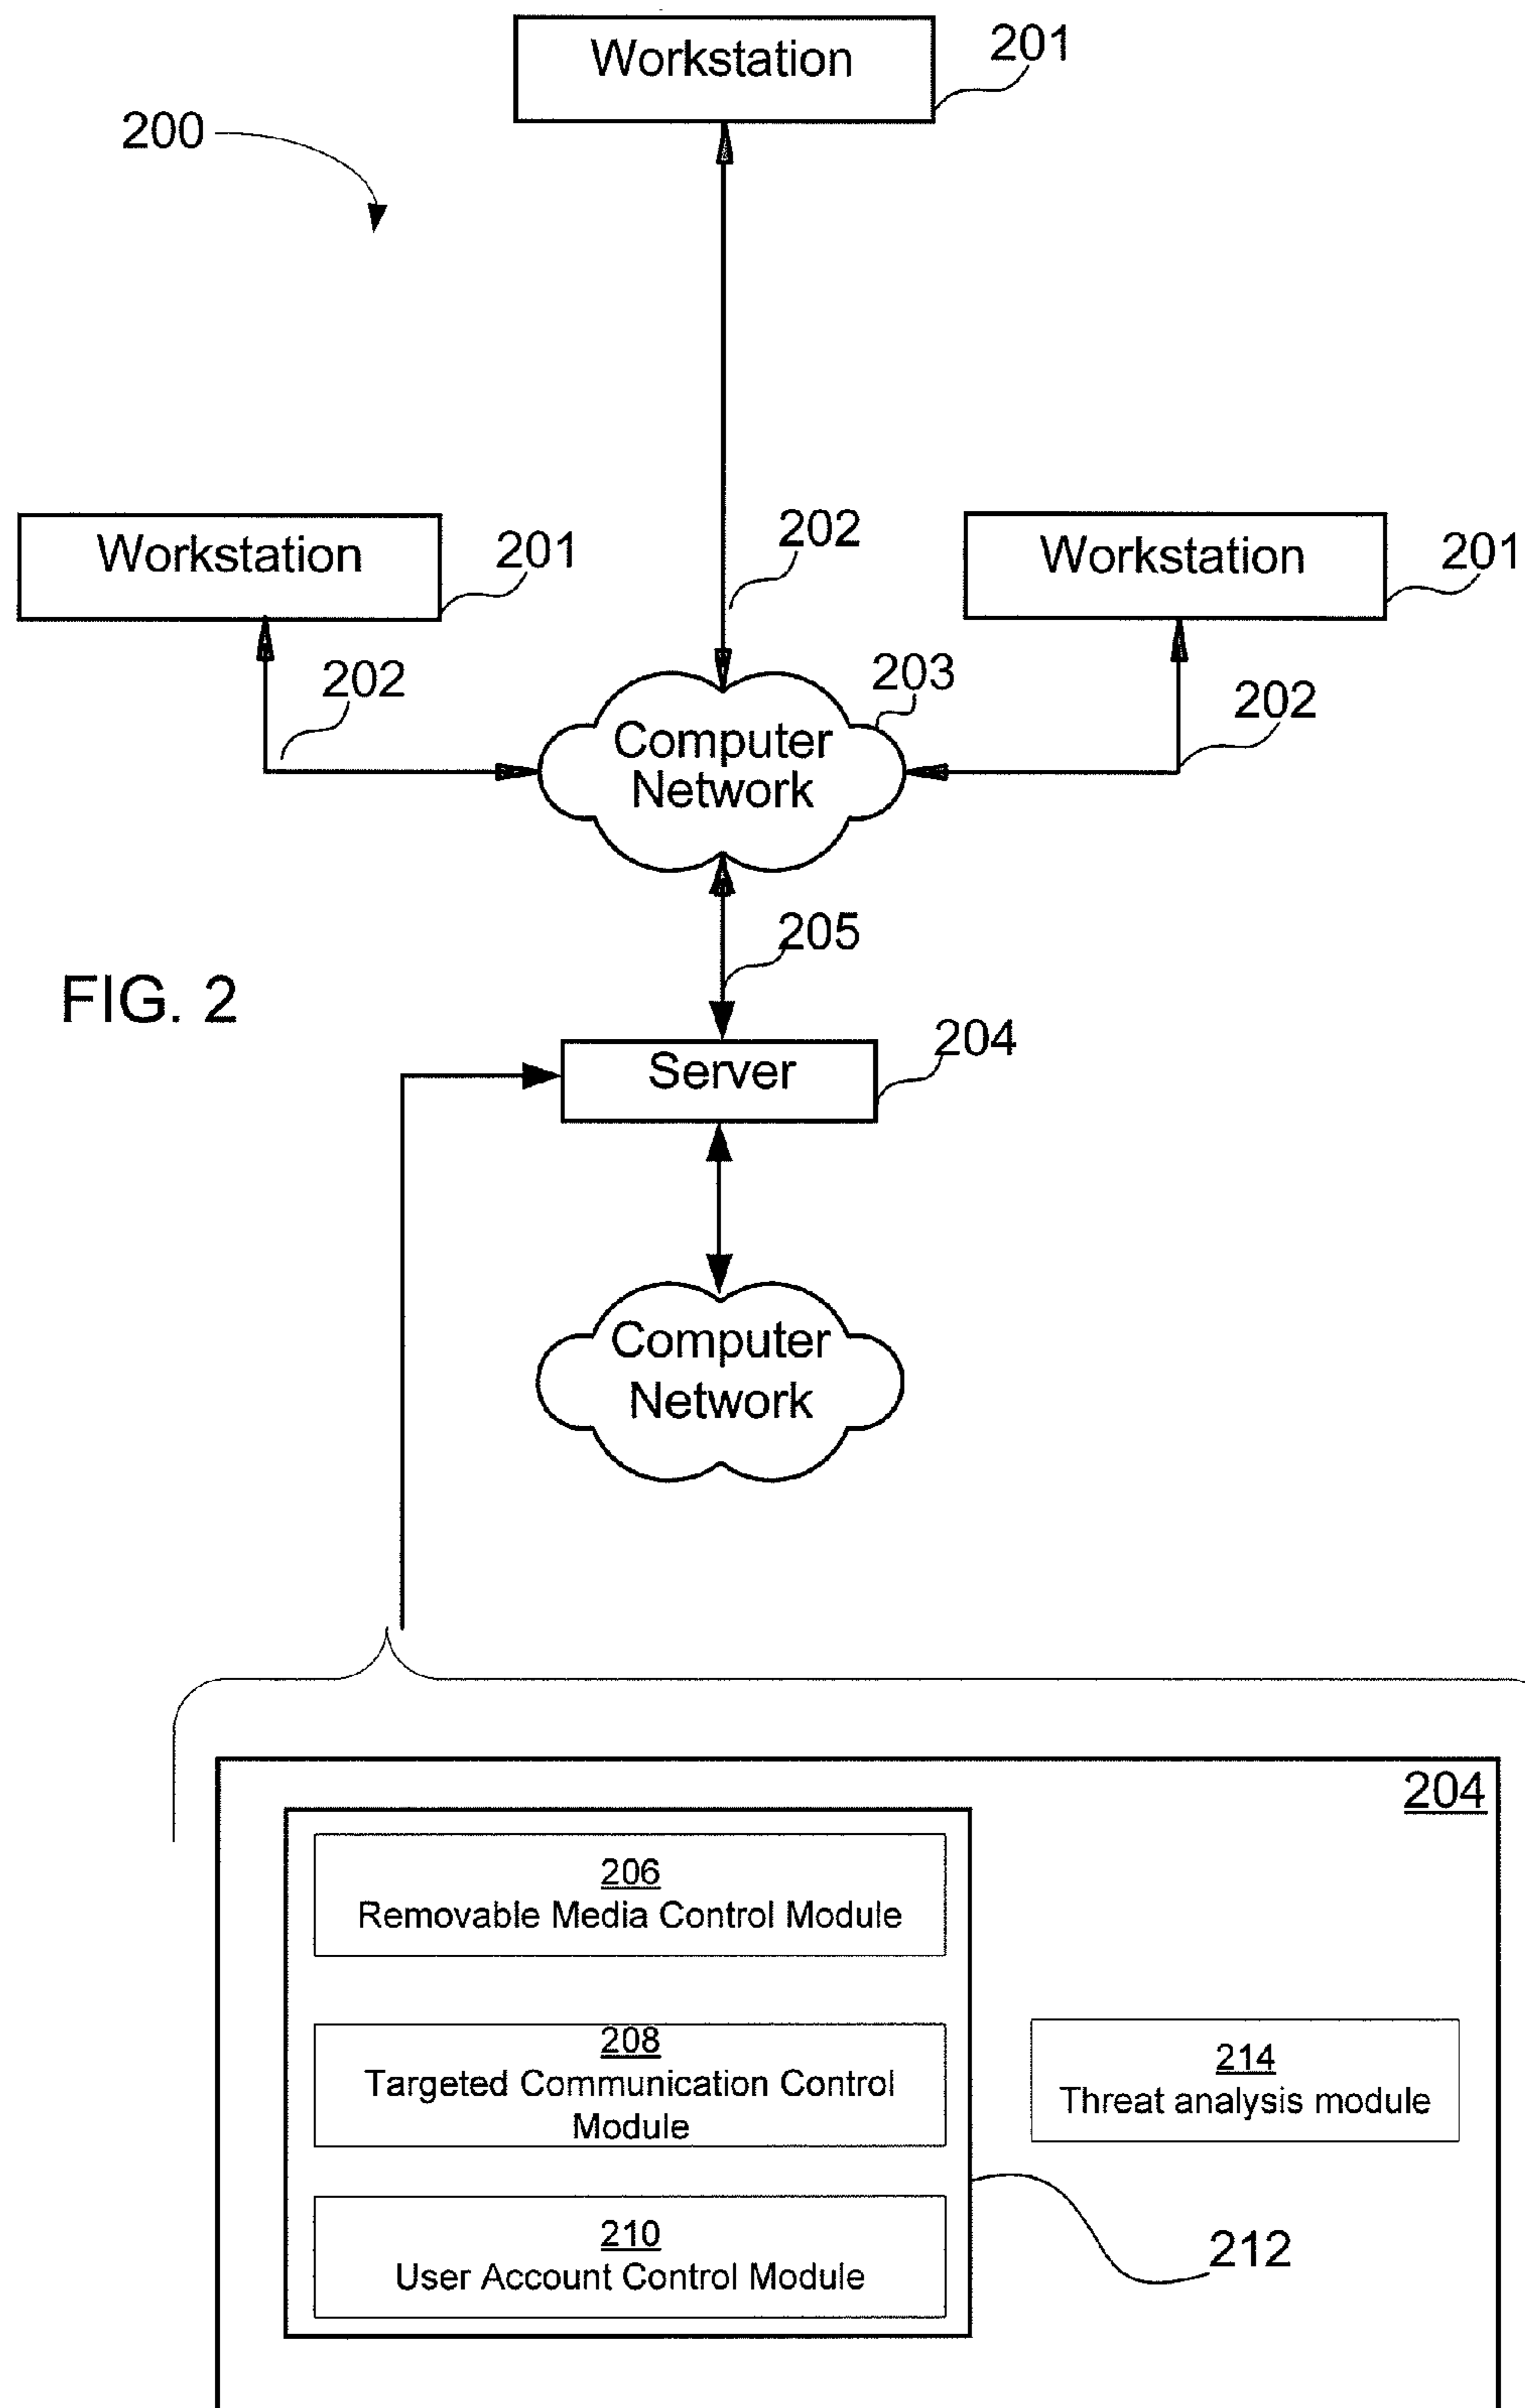 Workstation
201
200
Workstation
201
202
Workstation
201
202
203
202
Computer
Network
205
FIG. 2
Server
204
Computer
Network
204
206
Removable Media Control Module
208
Targeted Communication Control
Module
214
Threat analysis module
210
User Account Control Module
212